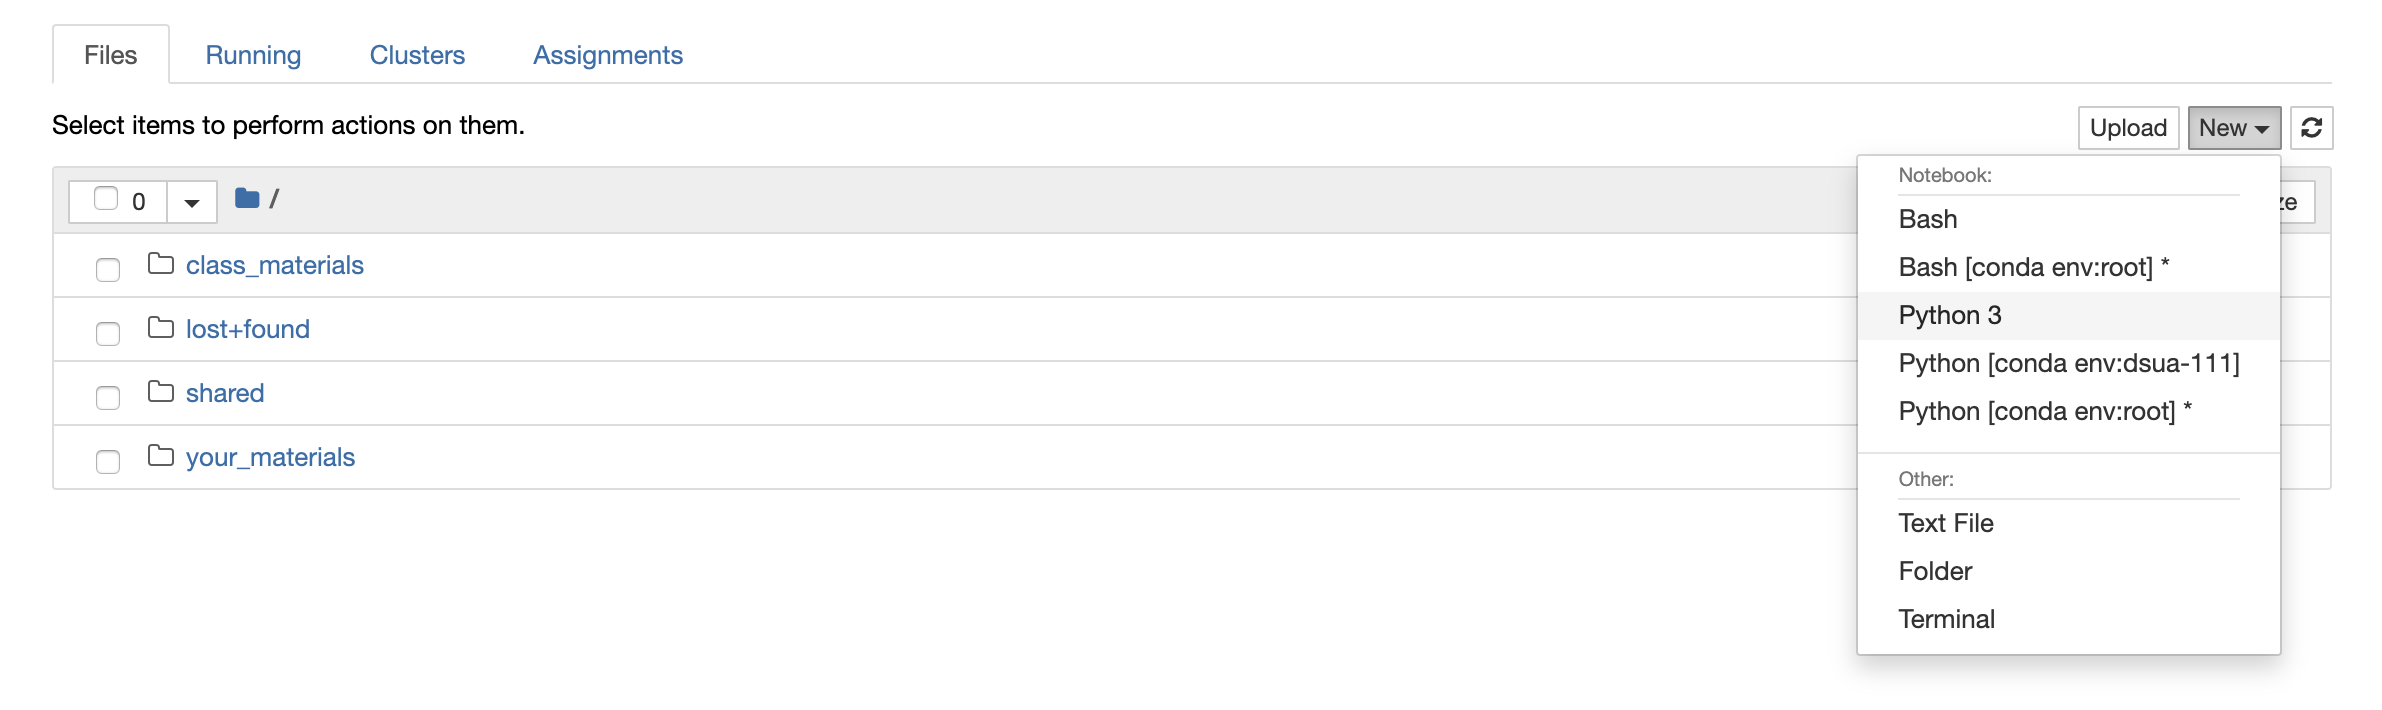 Files Running Clusters Assignments
Select items to perform actions on them.
Upload New
0 /
class_materials
lost+found
shared
your_materials
Notebook:
Bash
Bash [conda env:root] *
Python 3
Python [conda env:dsua-111]
Python [conda env:root] *
Other:
Text File
Folder
Terminal